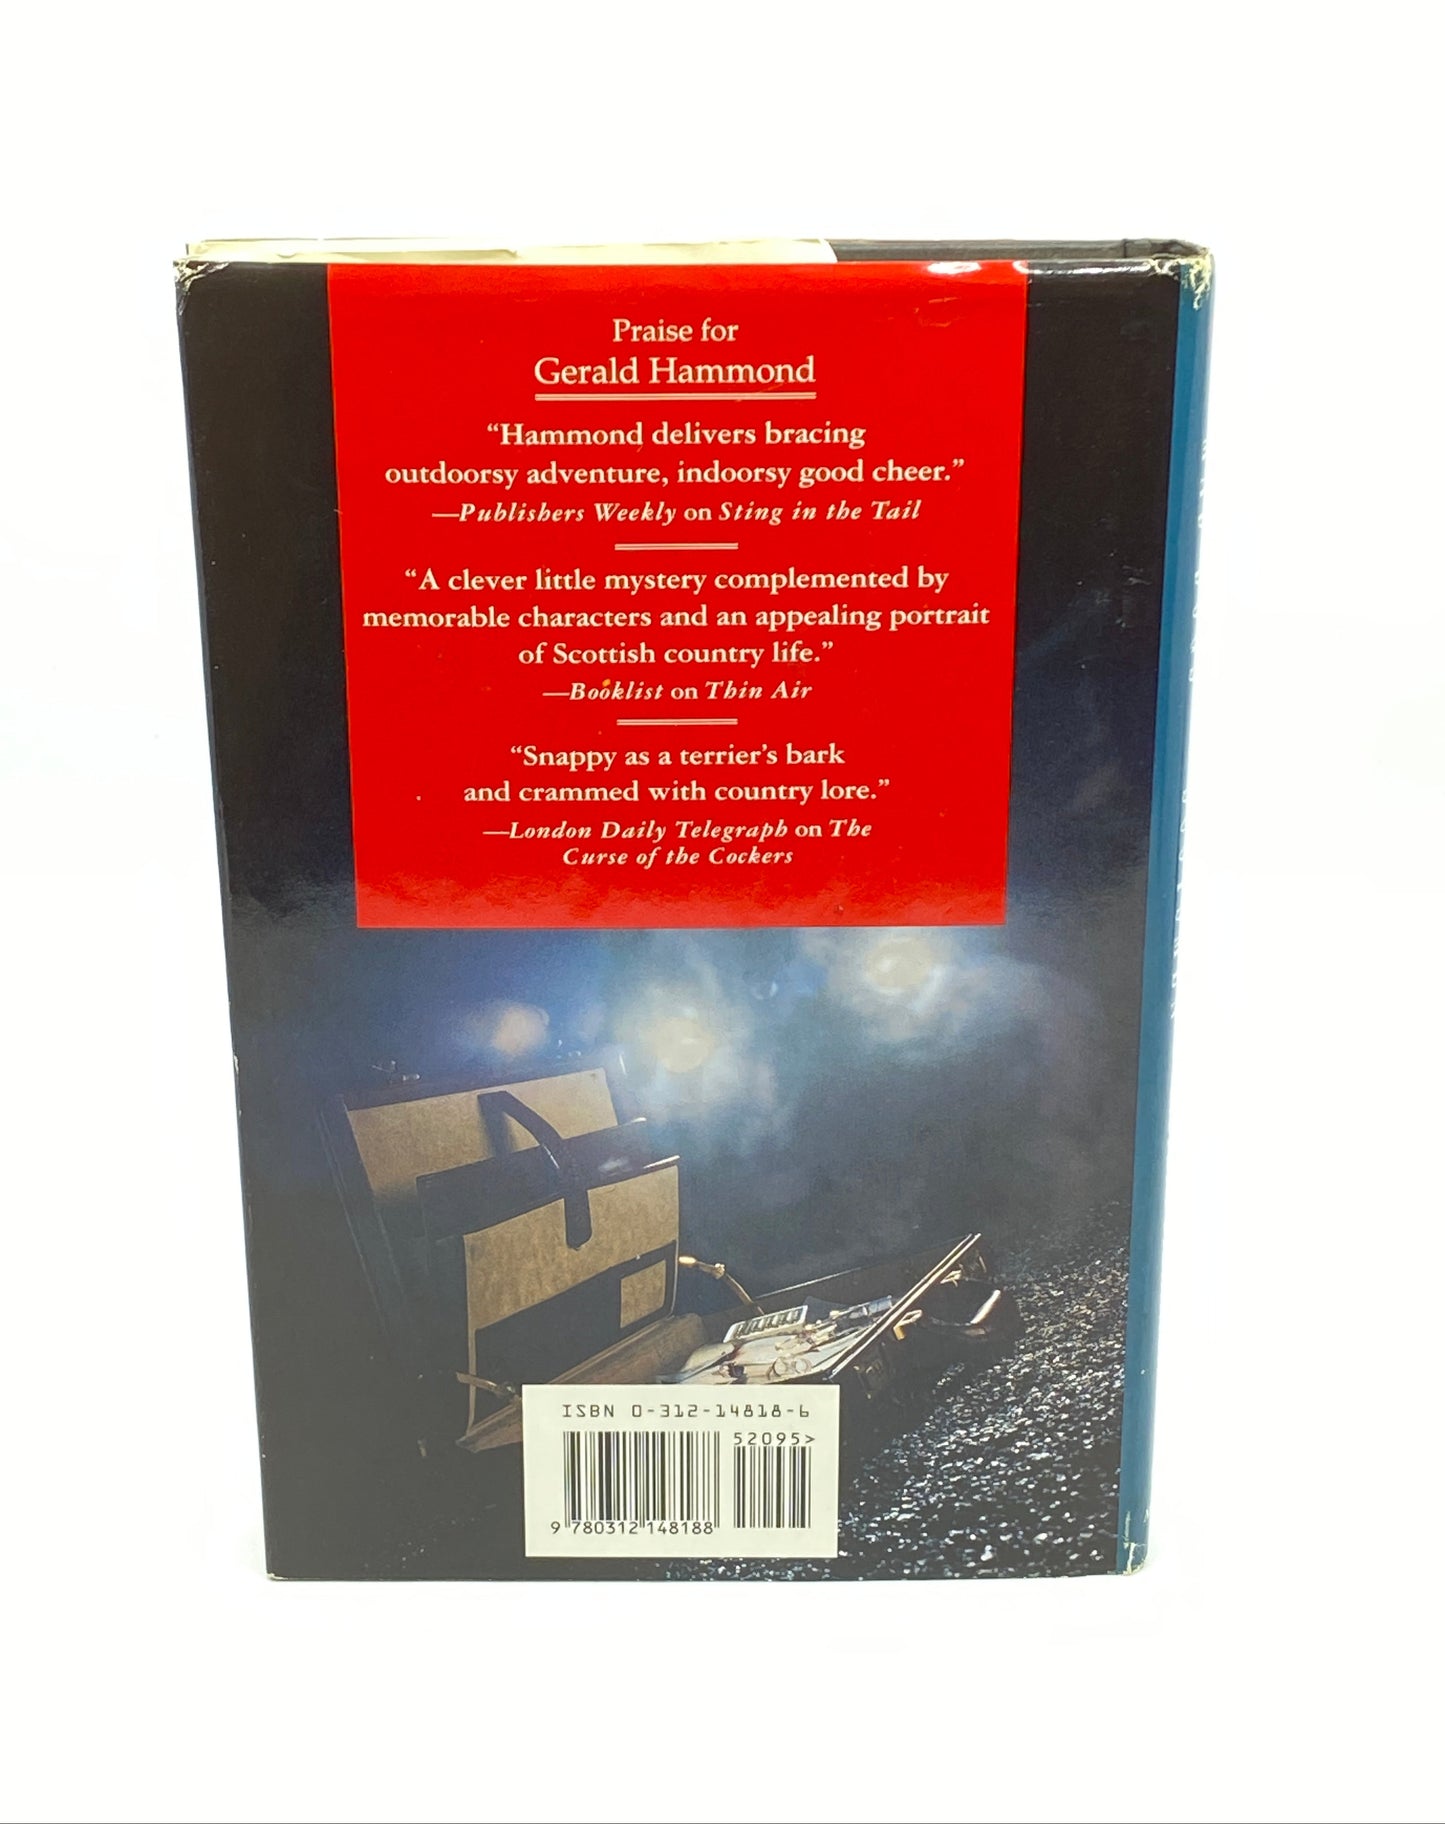 Praise for
Gerald Hammond
“Hammond delivers bracing
outdoorsy adventure, indoorsy good cheer.”
—Publishers Weekly on Sting in the Tail
“A clever little mystery complemented by
memorable characters and an appealing portrait
of Scottish country life.”
—Booklist on Thin Air
“Snappy as a terrier’s bark
and crammed with country lore.”
—London Daily Telegraph on The
Curse of the Cockers
ISBN 0-312-14818-6
52095>
9 780312 148188